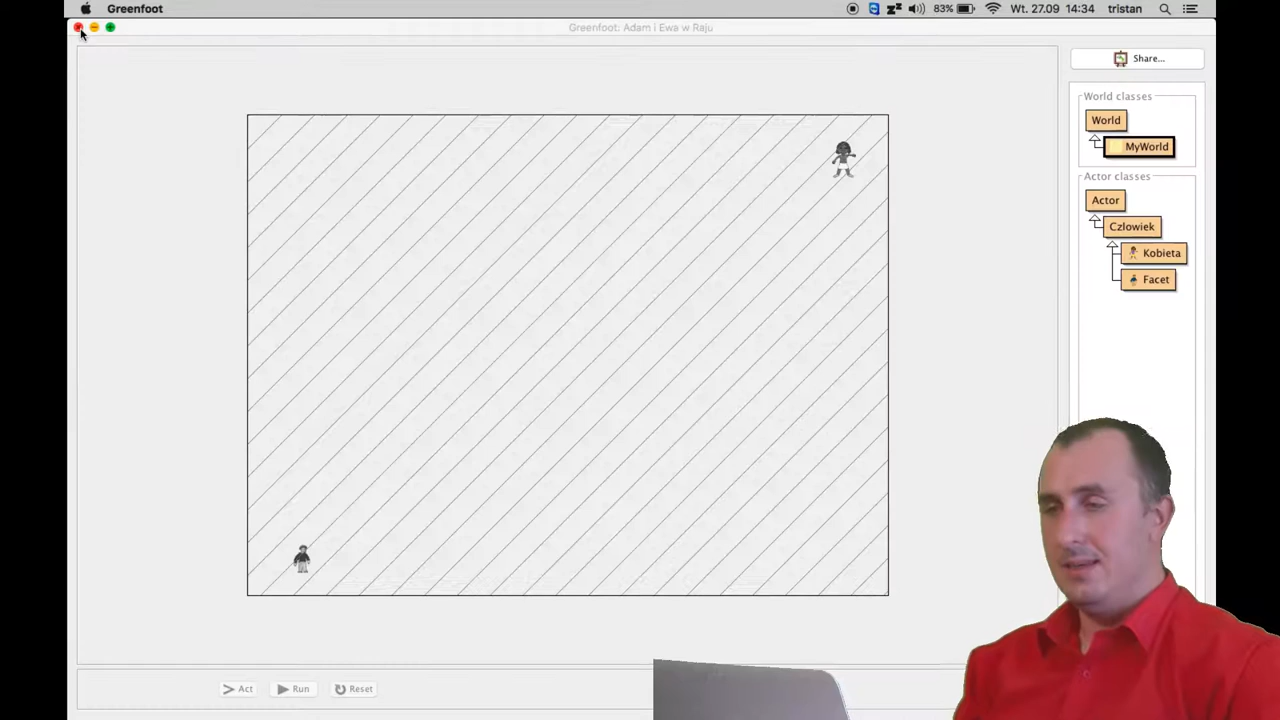 Greenfoot
83%
Wt. 27.09
14:34
tristan
Greenfoot: Adam i Ewa w Raju
Share...
World classes
World
MyWorld
Actor classes
Actor
Człowiek
Kobieta
Facet
Act
Run
Reset